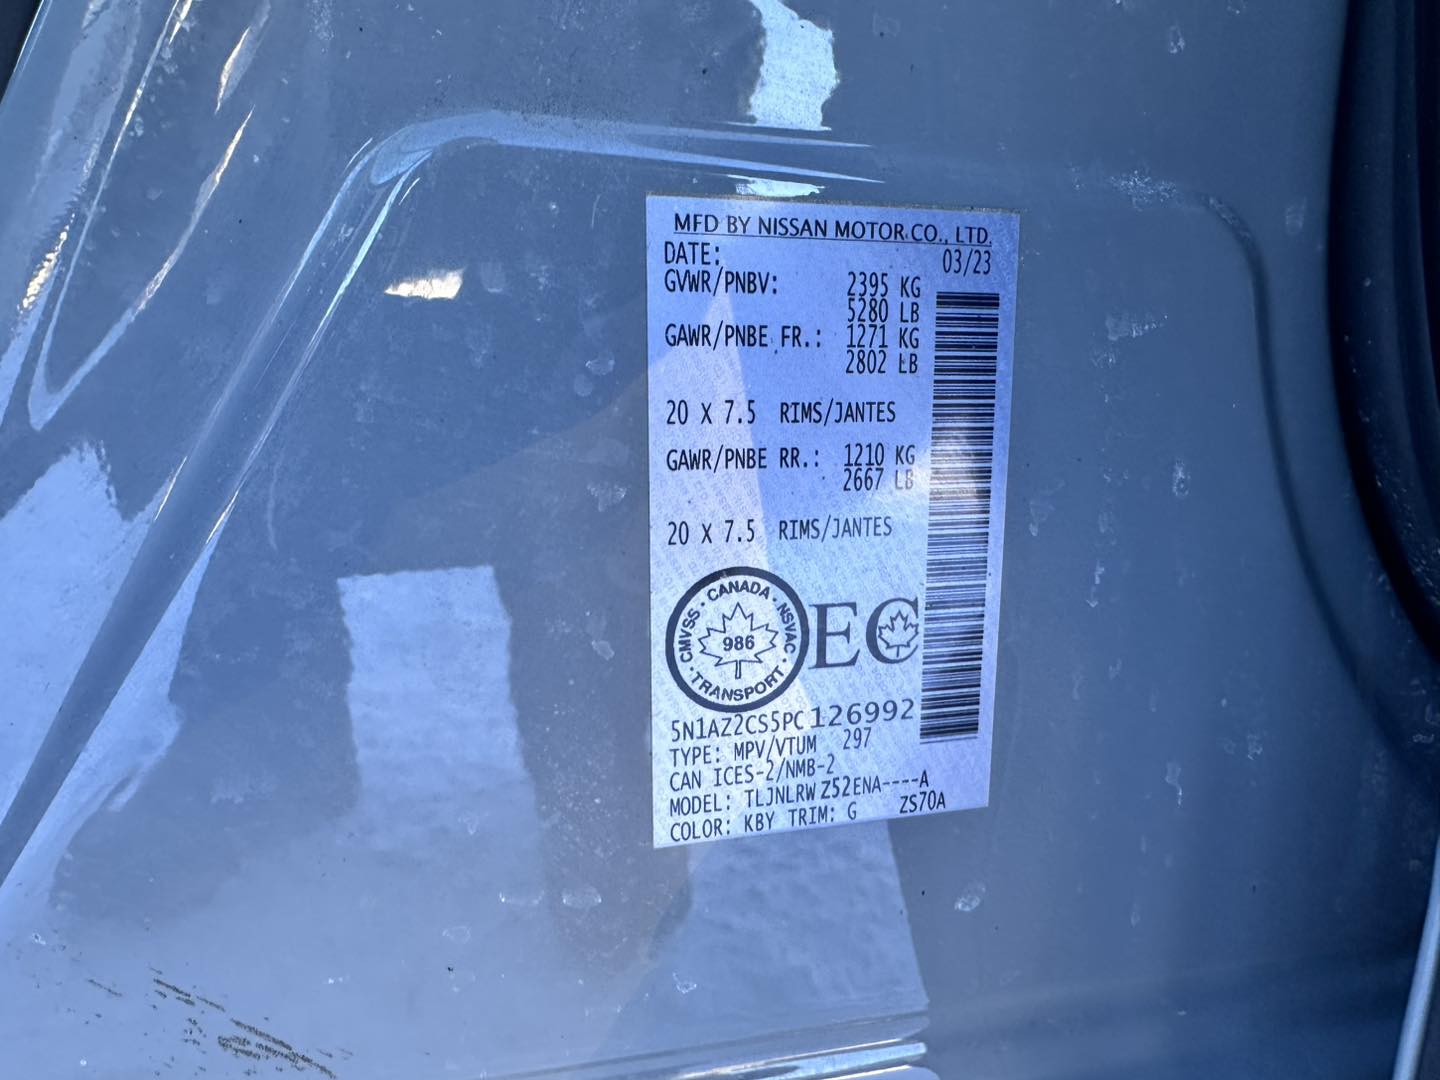 MFD BY NISSAN MOTOR CO., LTD.
DATE: 03/23
GVWR/PNBV: 2395 KG
5280 LB
GAWR/PNBE FR.: 1271 KG
2802 LB
20 X 7.5 RIMS/JANTES
GAWR/PNBE RR.: 1210 KG
2667 LB
20 X 7.5 RIMS/JANTES
CMVSS · CANADA · NSVAC
986
· TRANSPORT ·
EC
5N1AZ2CS5PC126992
TYPE: MPV/VTUM 297
CAN ICES-2/NMB-2
MODEL: TLJNLRW Z52ENA----A
COLOR: KBY TRIM: G ZS70A